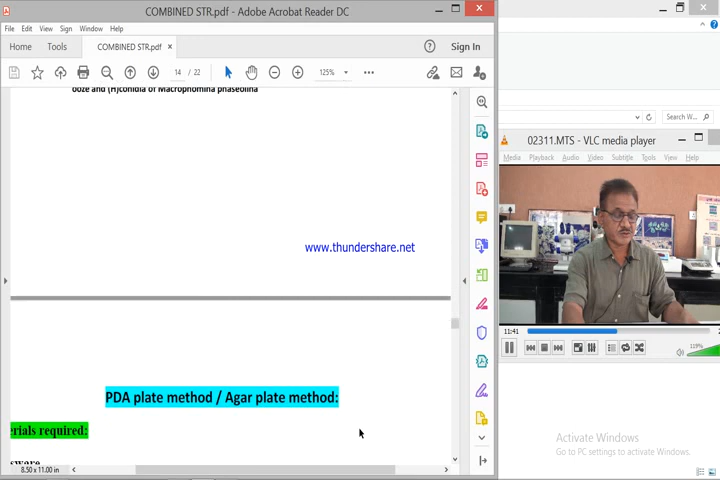 COMBINED STR.pdf - Adobe Acrobat Reader DC
File Edit View Sign Window Help
Home Tools COMBINED STR.pdf × Sign In
14 / 22 125%
ooze and (H)conidia of Macrophomina phaseolina
www.thundershare.net
PDA plate method / Agar plate method:
erials required:
ssware
8.50 x 11.00 in
Search W...
02311.MTS - VLC media player
Media Playback Audio Video Subtitle Tools View Help
11:41
119%
Activate Windows
Go to PC settings to activate Windows.